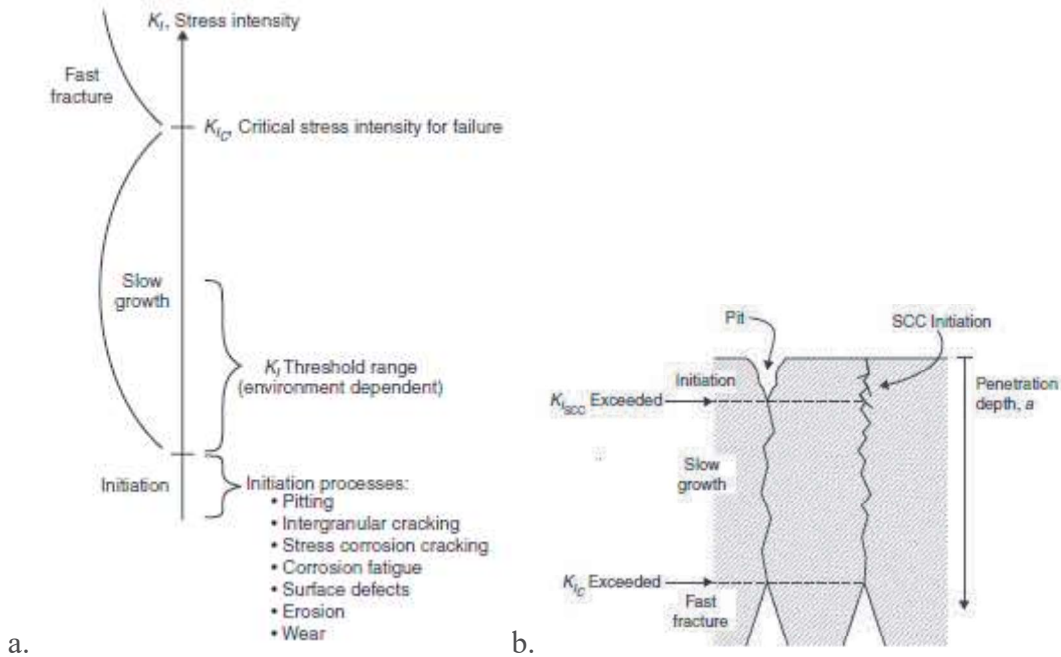 K_I, Stress intensity
Fast
fracture
K_IC, Critical stress intensity for failure
Slow
growth
K_I Threshold range
(environment dependent)
Initiation
Initiation processes:
• Pitting
• Intergranular cracking
• Stress corrosion cracking
• Corrosion fatigue
• Surface defects
• Erosion
• Wear
a.
Pit
SCC Initiation
Initiation
K_ISCC Exceeded
Penetration
depth, a
Slow
growth
K_IC Exceeded
Fast
fracture
b.